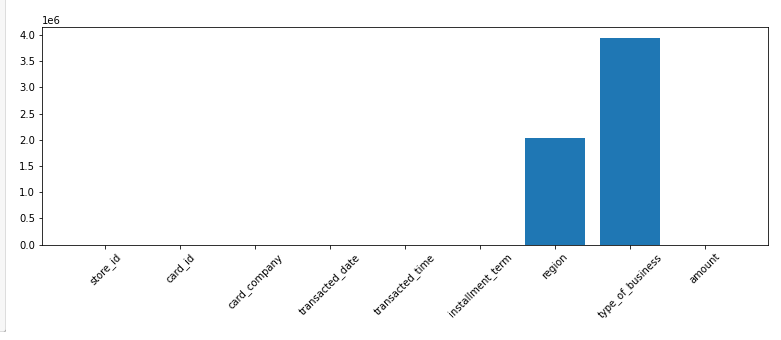 1e6
4.0
3.5
3.0
2.5
2.0
1.5
1.0
0.5
0.0
store_id
card_id
card_company
transacted_date
transacted_time
installment_term
region
type_of_business
amount